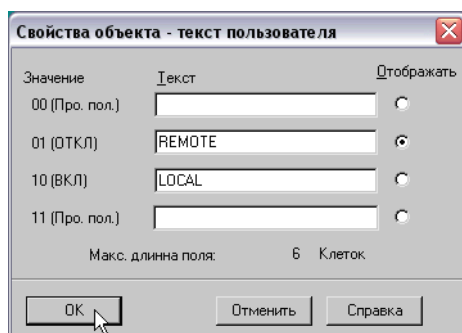 Свойства объекта - текст пользователя
Значение Текст Отображать
00 (Про. пол.)
01 (ОТКЛ) REMOTE
10 (ВКЛ) LOCAL
11 (Про. пол.)
Макс. длинна поля: 6 Клеток
OK Отменить Справка